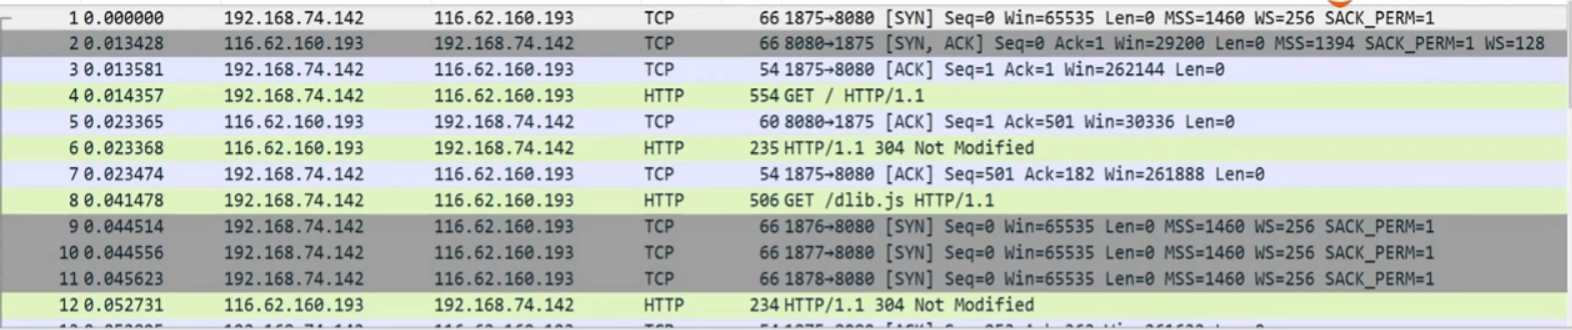 1 0.000000 192.168.74.142 116.62.160.193 TCP 66 1875→8080 [SYN] Seq=0 Win=65535 Len=0 MSS=1460 WS=256 SACK_PERM=1
2 0.013428 116.62.160.193 192.168.74.142 TCP 66 8080→1875 [SYN, ACK] Seq=0 Ack=1 Win=29200 Len=0 MSS=1394 SACK_PERM=1 WS=128
3 0.013581 192.168.74.142 116.62.160.193 TCP 54 1875→8080 [ACK] Seq=1 Ack=1 Win=262144 Len=0
4 0.014357 192.168.74.142 116.62.160.193 HTTP 554 GET / HTTP/1.1
5 0.023365 116.62.160.193 192.168.74.142 TCP 60 8080→1875 [ACK] Seq=1 Ack=501 Win=30336 Len=0
6 0.023368 116.62.160.193 192.168.74.142 HTTP 235 HTTP/1.1 304 Not Modified
7 0.023474 192.168.74.142 116.62.160.193 TCP 54 1875→8080 [ACK] Seq=501 Ack=182 Win=261888 Len=0
8 0.041478 192.168.74.142 116.62.160.193 HTTP 506 GET /dlib.js HTTP/1.1
9 0.044514 192.168.74.142 116.62.160.193 TCP 66 1876→8080 [SYN] Seq=0 Win=65535 Len=0 MSS=1460 WS=256 SACK_PERM=1
10 0.044556 192.168.74.142 116.62.160.193 TCP 66 1877→8080 [SYN] Seq=0 Win=65535 Len=0 MSS=1460 WS=256 SACK_PERM=1
11 0.045623 192.168.74.142 116.62.160.193 TCP 66 1878→8080 [SYN] Seq=0 Win=65535 Len=0 MSS=1460 WS=256 SACK_PERM=1
12 0.052731 116.62.160.193 192.168.74.142 HTTP 234 HTTP/1.1 304 Not Modified